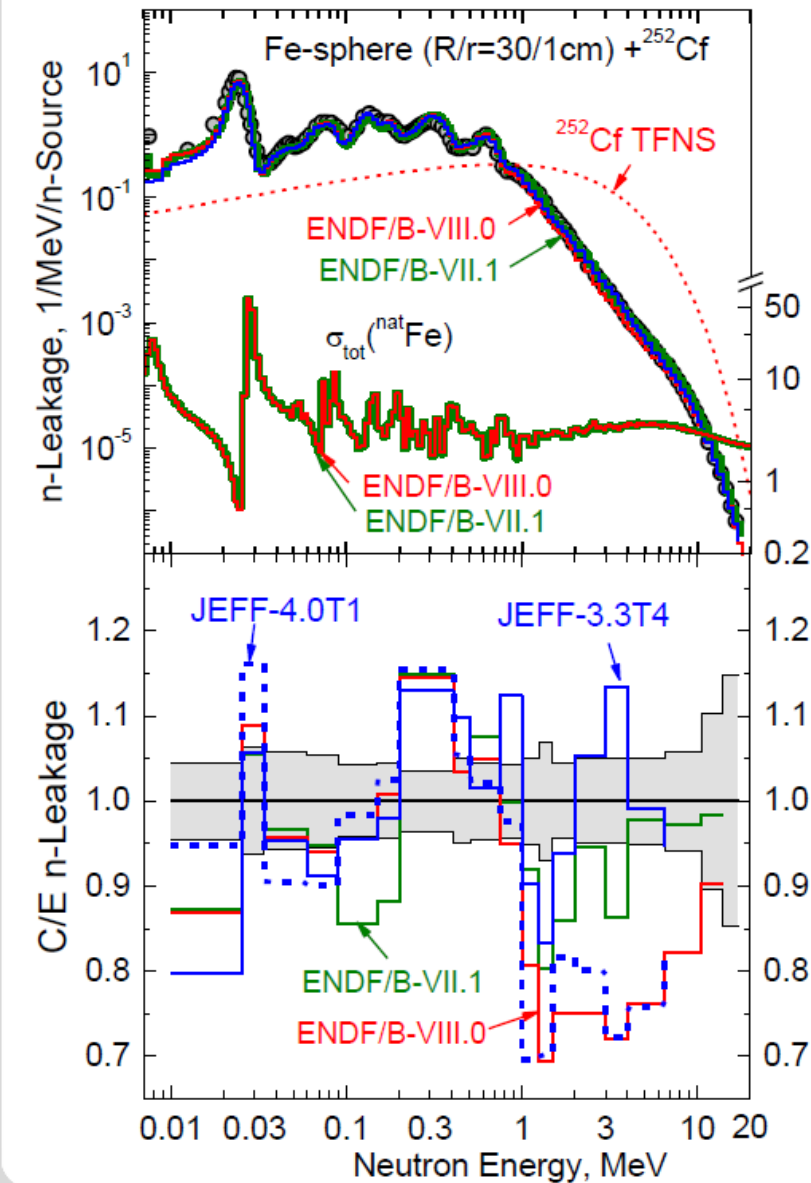 Fe-sphere (R/r=30/1cm) +²⁵²Cf
n-Leakage, 1/MeV/n-Source
10¹
10⁻¹
10⁻³
10⁻⁵
²⁵²Cf TFNS
ENDF/B-VIII.0
ENDF/B-VII.1
σtot(ⁿᵃᵗFe)
ENDF/B-VIII.0
ENDF/B-VII.1
50
10
1
0.2
C/E n-Leakage
1.2
1.1
1.0
0.9
0.8
0.7
JEFF-4.0T1
JEFF-3.3T4
ENDF/B-VII.1
ENDF/B-VIII.0
1.2
1.1
1.0
0.9
0.8
0.7
0.01 0.03 0.1 0.3 1 3 10 20
Neutron Energy, MeV